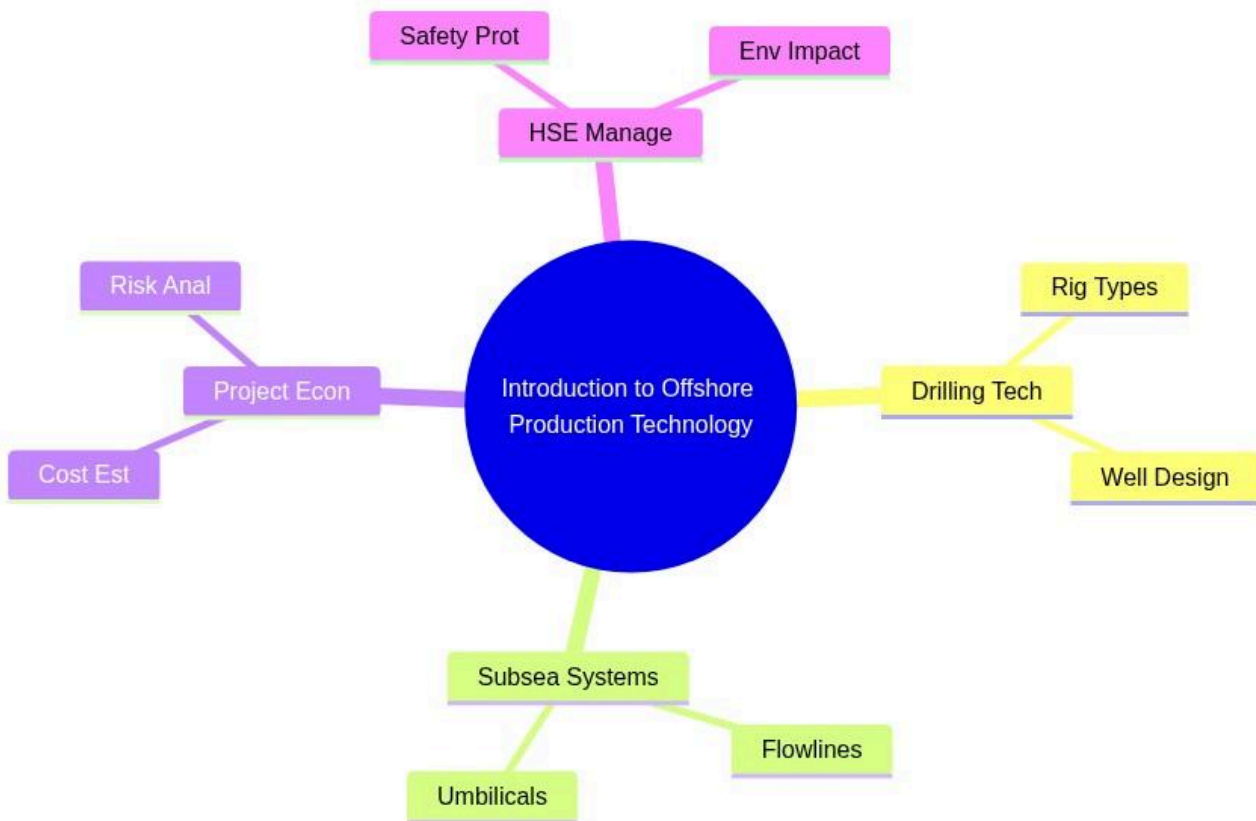 Safety Prot
Env Impact
HSE Manage
Risk Anal
Rig Types
Project Econ
Introduction to Offshore
Production Technology
Drilling Tech
Cost Est
Well Design
Subsea Systems
Flowlines
Umbilicals